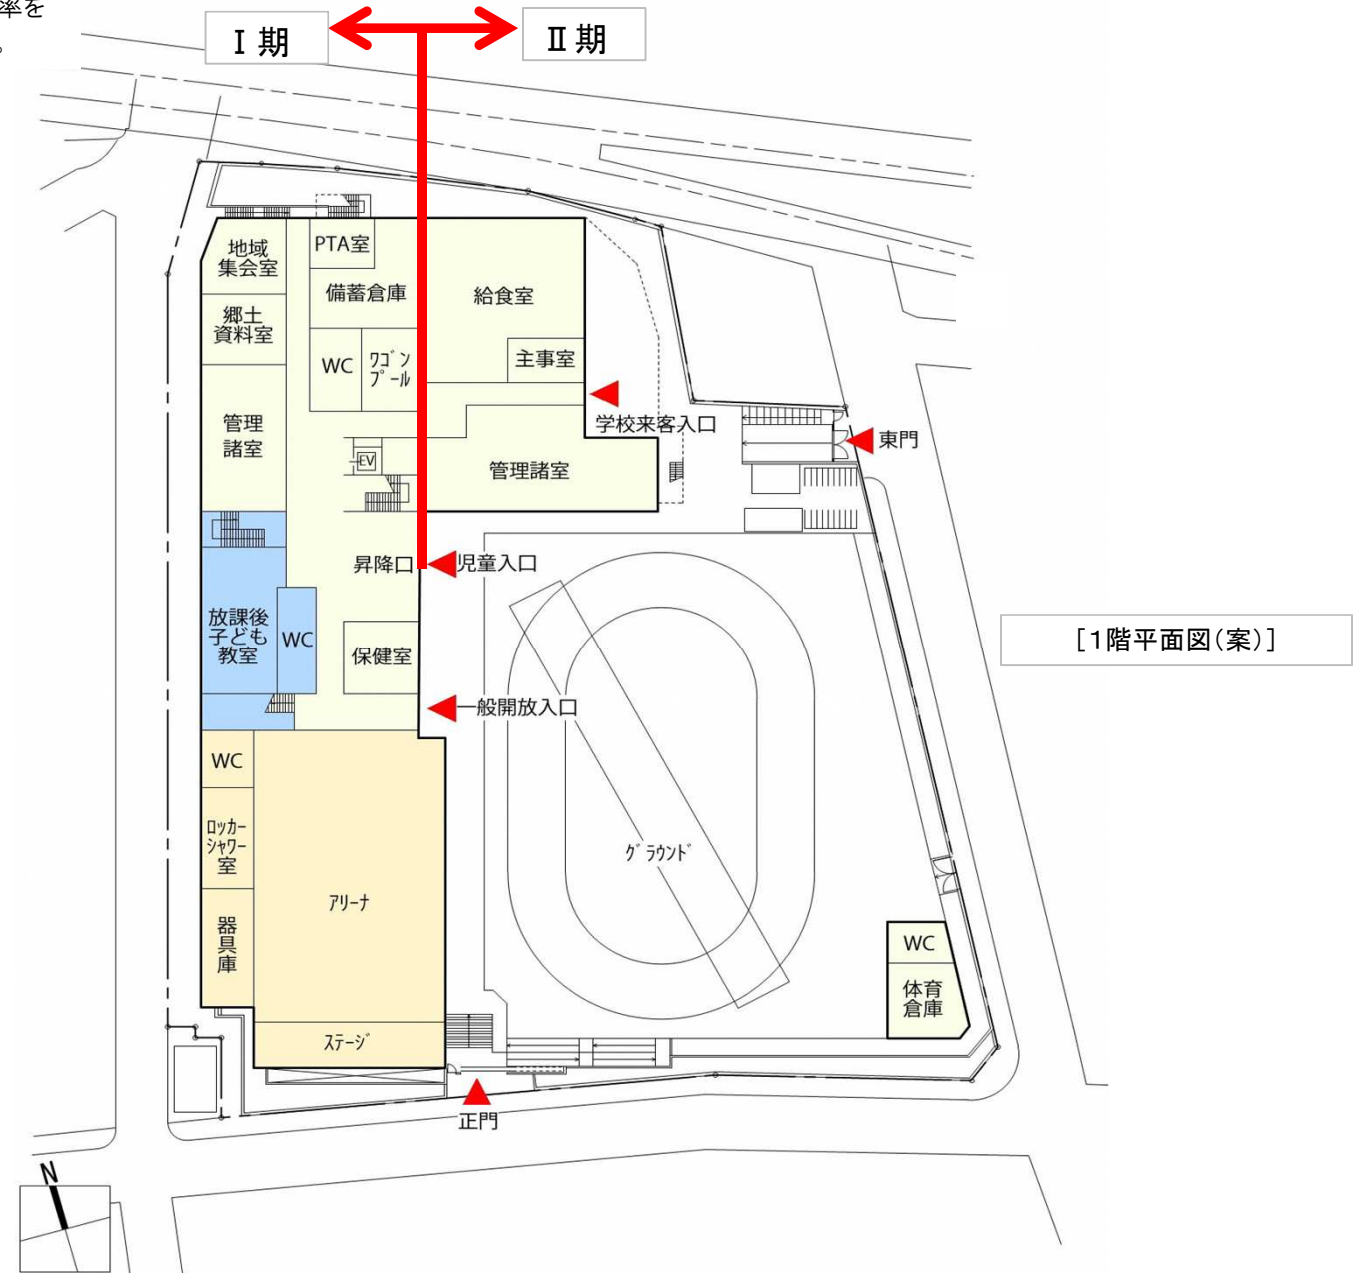 率を
。
Ⅰ期
Ⅱ期
地域
集会室
PTA室
備蓄倉庫
給食室
郷土
資料室
WC
ワゴン
プール
主事室
管理
諸室
学校来客入口
東門
EV
管理諸室
昇降口
児童入口
放課後
子ども
教室
WC
保健室
[1階平面図(案)]
一般開放入口
WC
ロッカー
シャワー
室
グラウンド
アリーナ
器
具
庫
WC
体育
倉庫
ステージ
正門
N